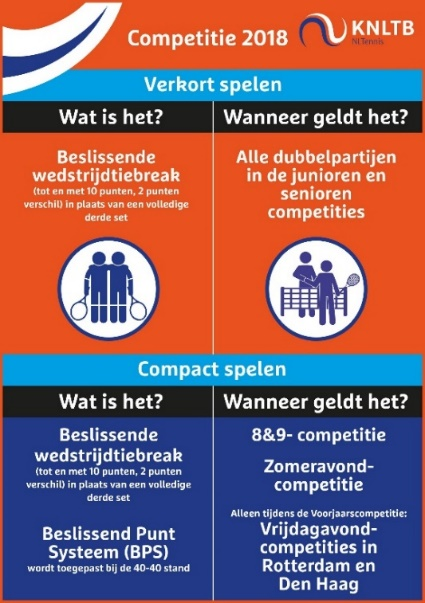 Competitie 2018
KNLTB
NL Tennis
Verkort spelen
Wat is het?
Beslissende
wedstrijdtiebreak
(tot en met 10 punten, 2 punten
verschil) in plaats van een volledige
derde set
Wanneer geldt het?
Alle dubbelpartijen
in de junioren en
senioren
competities
Compact spelen
Wat is het?
Beslissende
wedstrijdtiebreak
(tot en met 10 punten, 2 punten
verschil) in plaats van een volledige
derde set
Beslissend Punt
Systeem (BPS)
wordt toegepast bij de 40-40 stand
Wanneer geldt het?
8&9- competitie
Zomeravond-
competitie
Alleen tijdens de Voorjaarscompetitie:
Vrijdagavond-
competities in
Rotterdam en
Den Haag